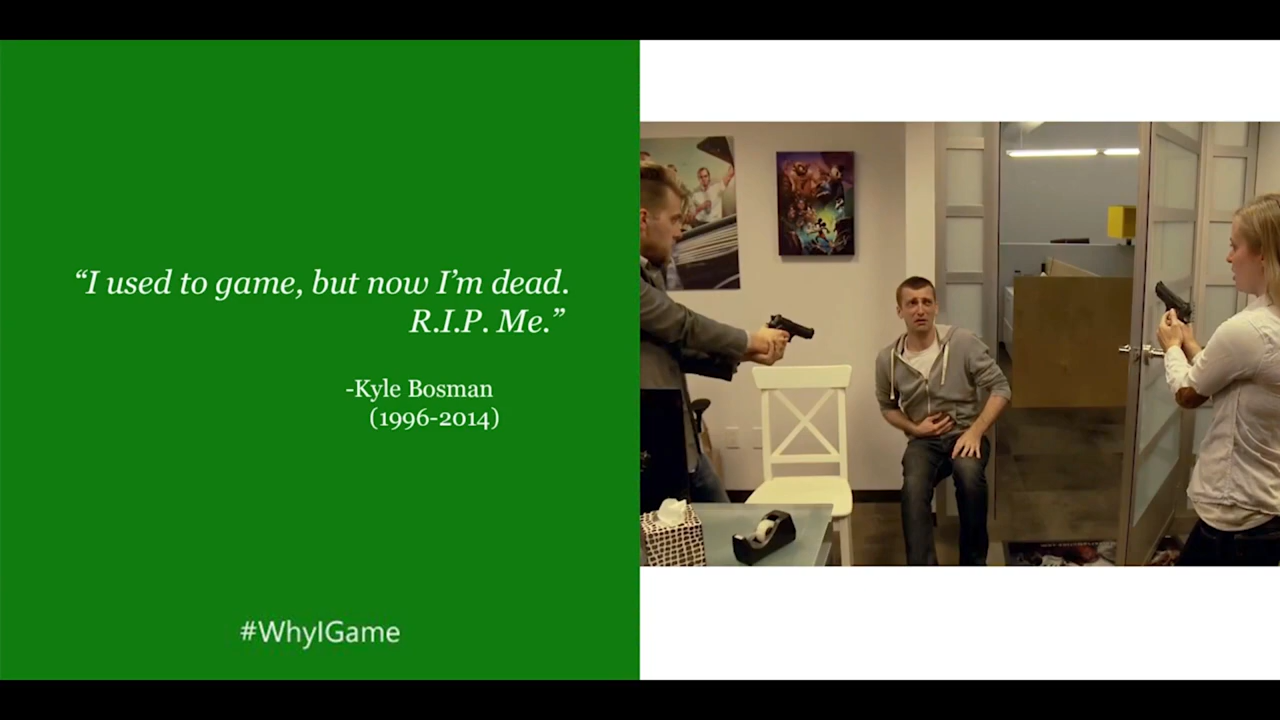 “I used to game, but now I’m dead.
R.I.P. Me.”
-Kyle Bosman
(1996-2014)
#WhyIGame